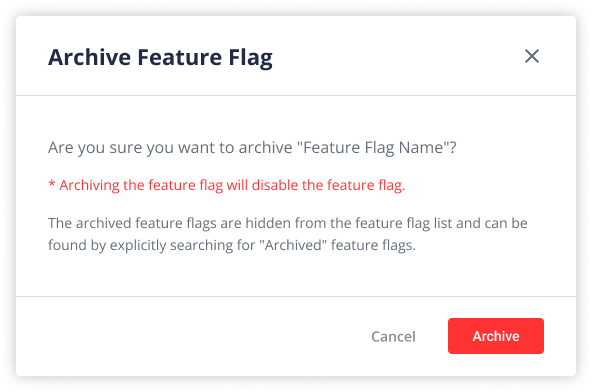 Archive Feature Flag
Are you sure you want to archive "Feature Flag Name"?
* Archiving the feature flag will disable the feature flag.
The archived feature flags are hidden from the feature flag list and can be
found by explicitly searching for "Archived" feature flags.
Cancel
Archive